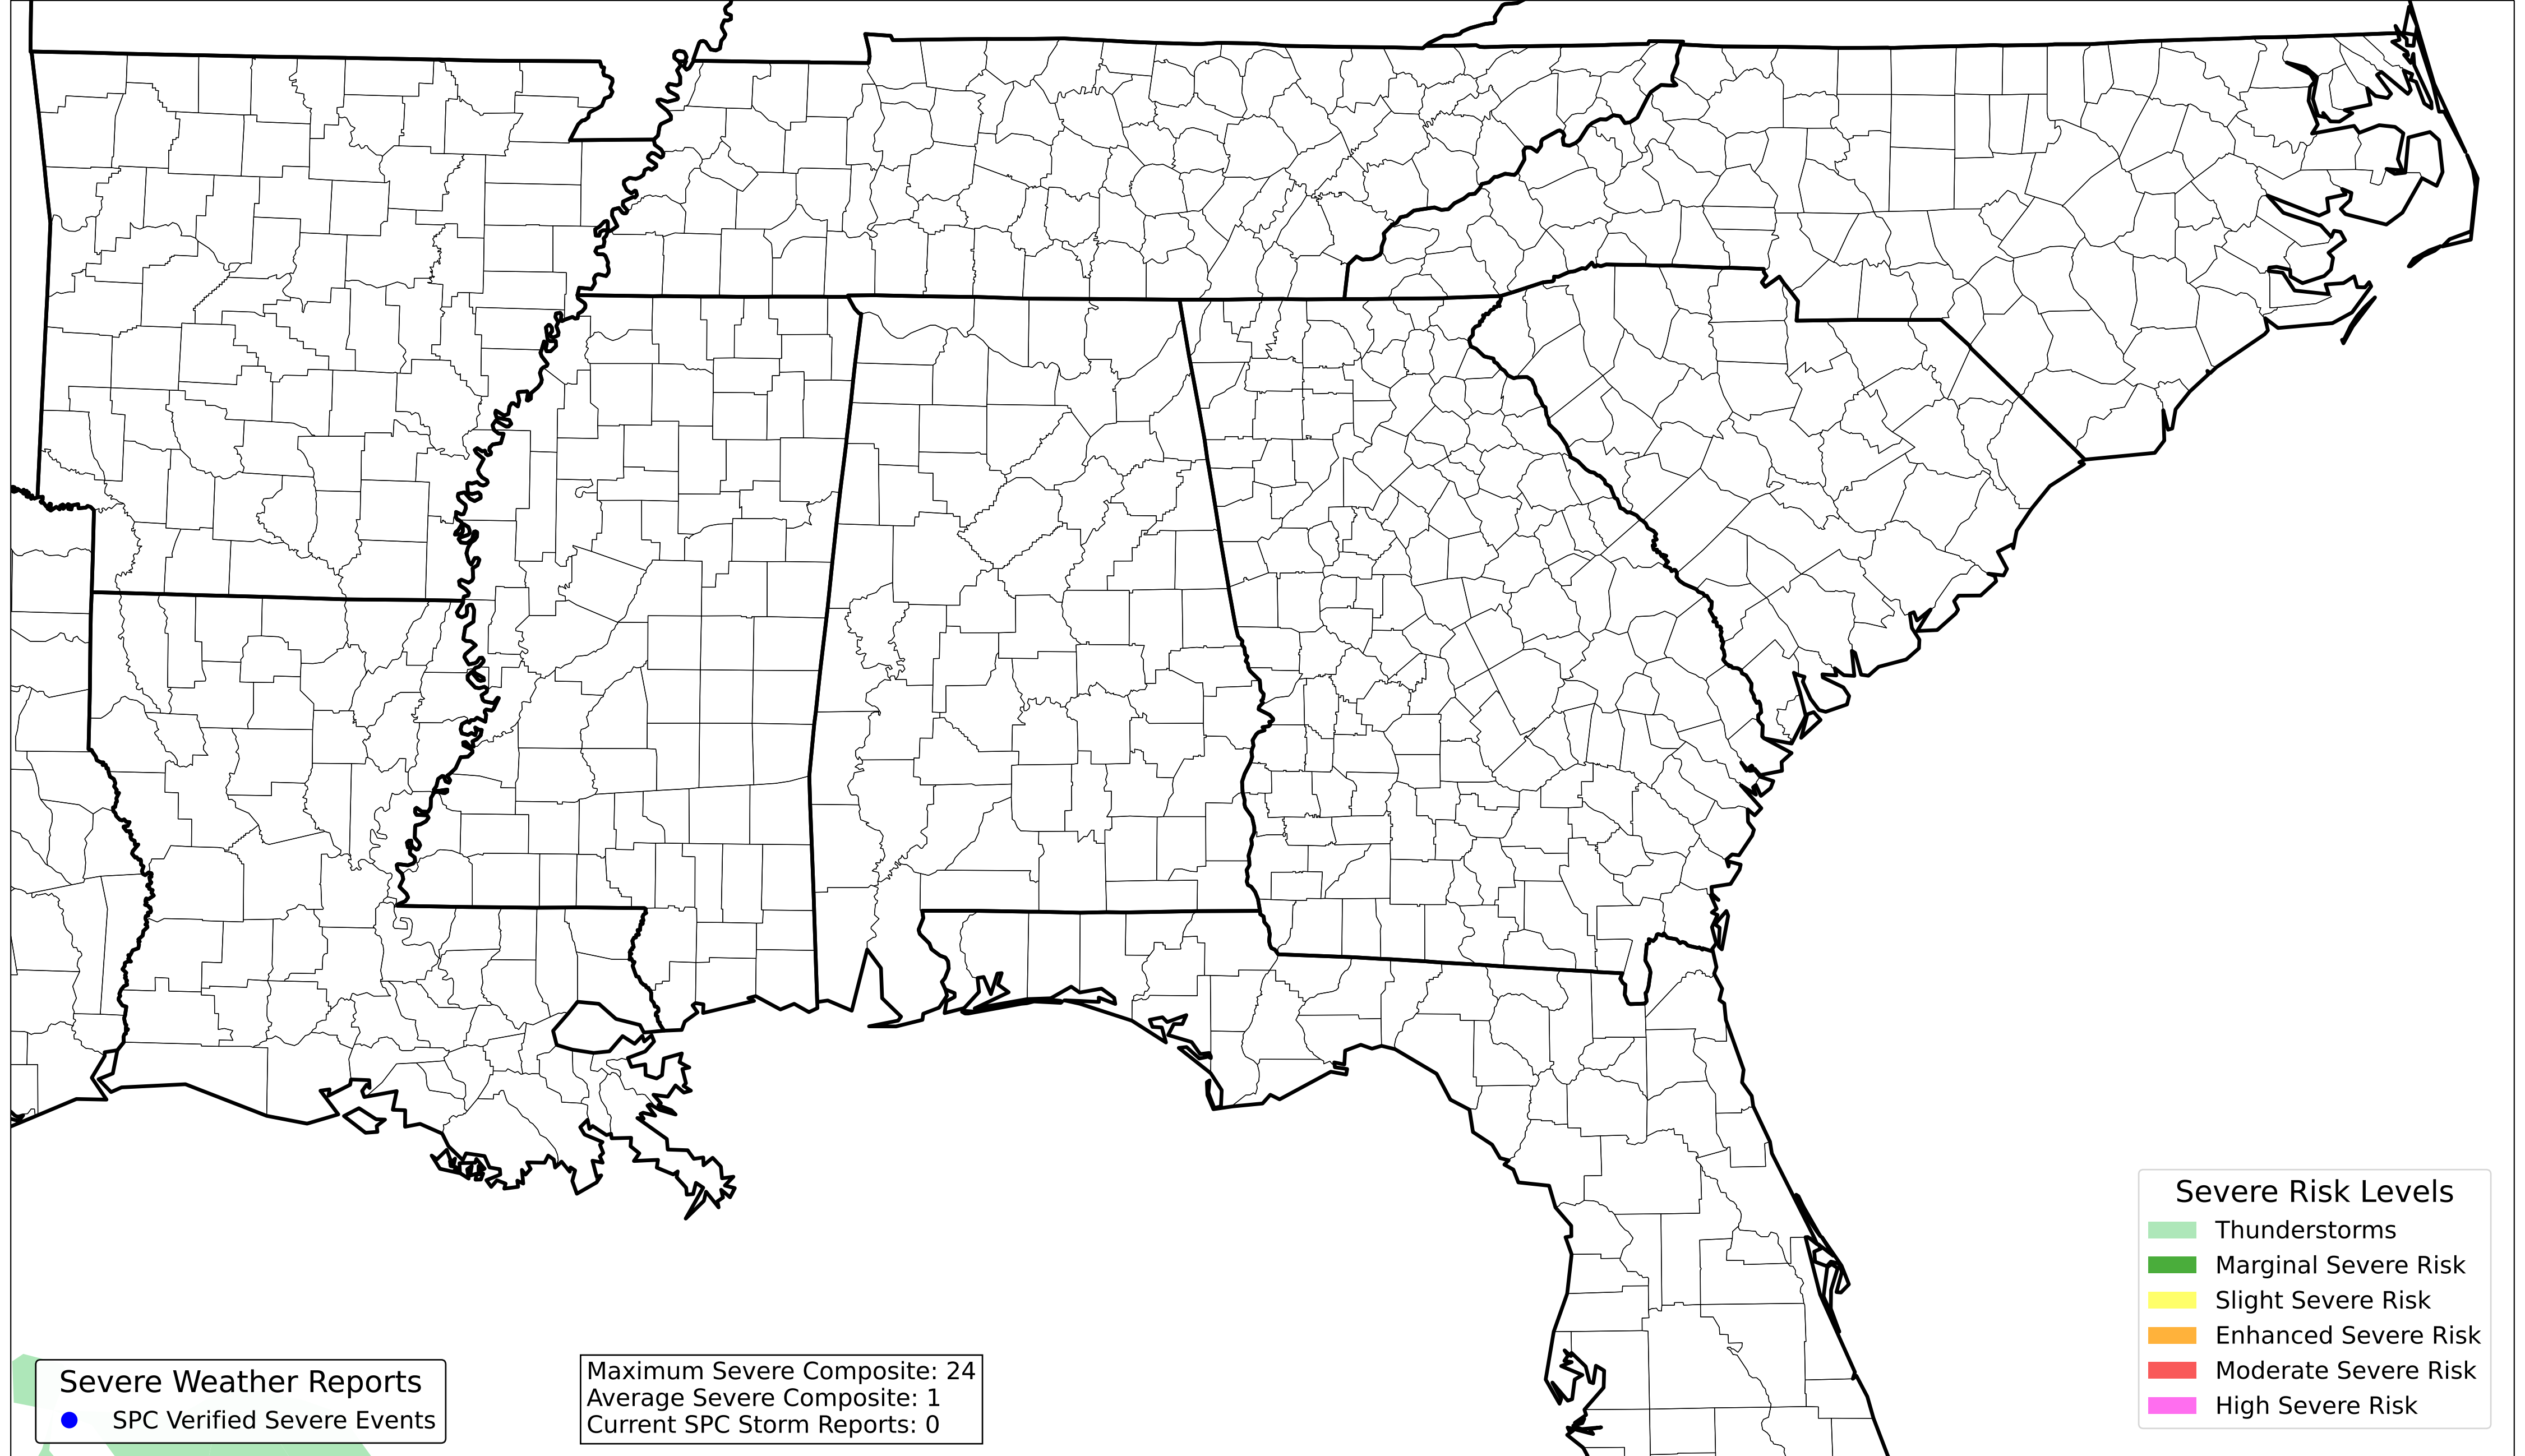 Severe Weather Reports
SPC Verified Severe Events
Maximum Severe Composite: 24
Average Severe Composite: 1
Current SPC Storm Reports: 0
Severe Risk Levels
Thunderstorms
Marginal Severe Risk
Slight Severe Risk
Enhanced Severe Risk
Moderate Severe Risk
High Severe Risk